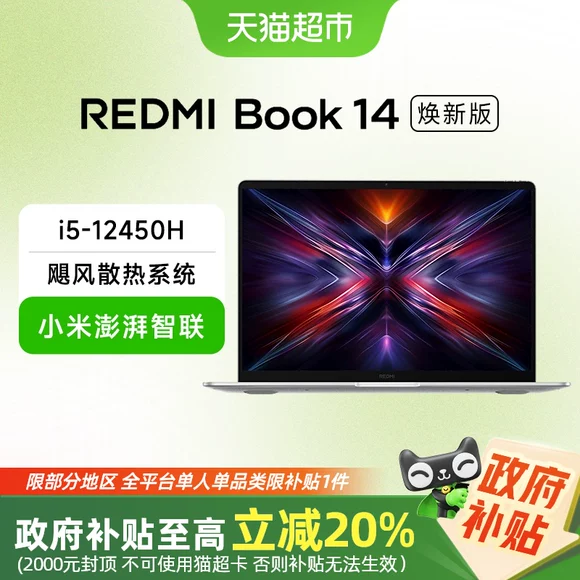 天猫超市
REDMI Book 14 焕新版
i5-12450H
飓风散热系统
小米澎湃智联
REDMI
限部分地区 全平台单人单品类限补贴1件
政府补贴至高 立减20%
(2000元封顶 不可使用猫超卡 否则补贴无法生效)
政府
补贴